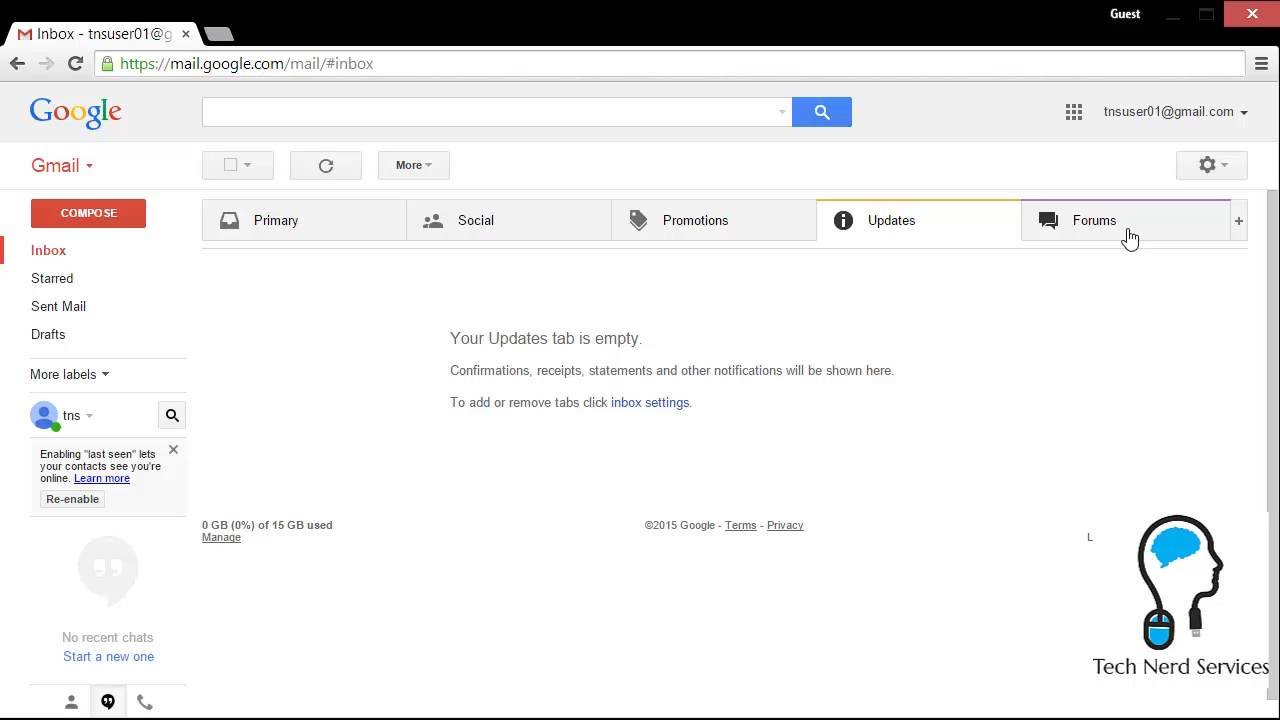 Guest
Inbox - tnsuser01@g
https://mail.google.com/mail/#inbox
Google
tnsuser01@gmail.com
Gmail
More
COMPOSE
Primary
Social
Promotions
Updates
Forums
+
Inbox
Starred
Sent Mail
Drafts
More labels
tns
Your Updates tab is empty.
Confirmations, receipts, statements and other notifications will be shown here.
To add or remove tabs click inbox settings.
Enabling "last seen" lets
your contacts see you're
online. Learn more
Re-enable
0 GB (0%) of 15 GB used
Manage
©2015 Google - Terms - Privacy
L
No recent chats
Start a new one
Tech Nerd Services